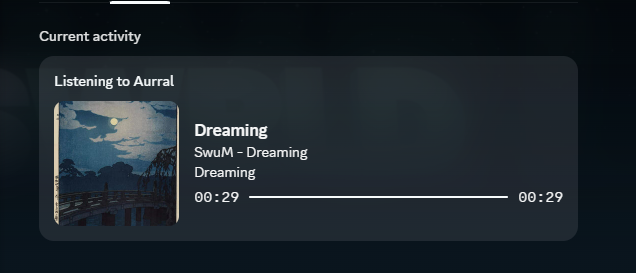 Current activity
Listening to Aurral
Dreaming
SwuM - Dreaming
Dreaming
00:29 00:29